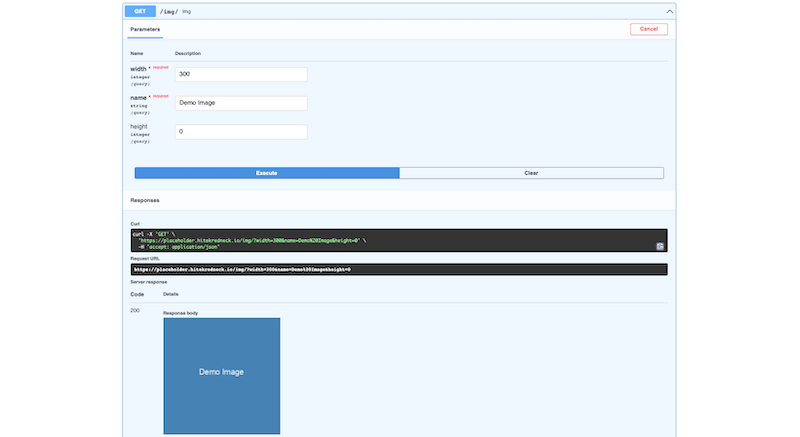 GET /img/ Img
Parameters
Cancel
Name Description
width * required
integer
(query)
300
name * required
string
(query)
Demo Image
height
integer
(query)
0
Execute Clear
Responses
Curl
curl -X 'GET' \
'https://placeholder.hitekredneck.io/img/?width=300&name=Demo%20Image&height=0' \
-H 'accept: application/json'
Request URL
https://placeholder.hitekredneck.io/img/?width=300&name=Demo%20Image&height=0
Server response
Code Details
200
Response body
Demo Image